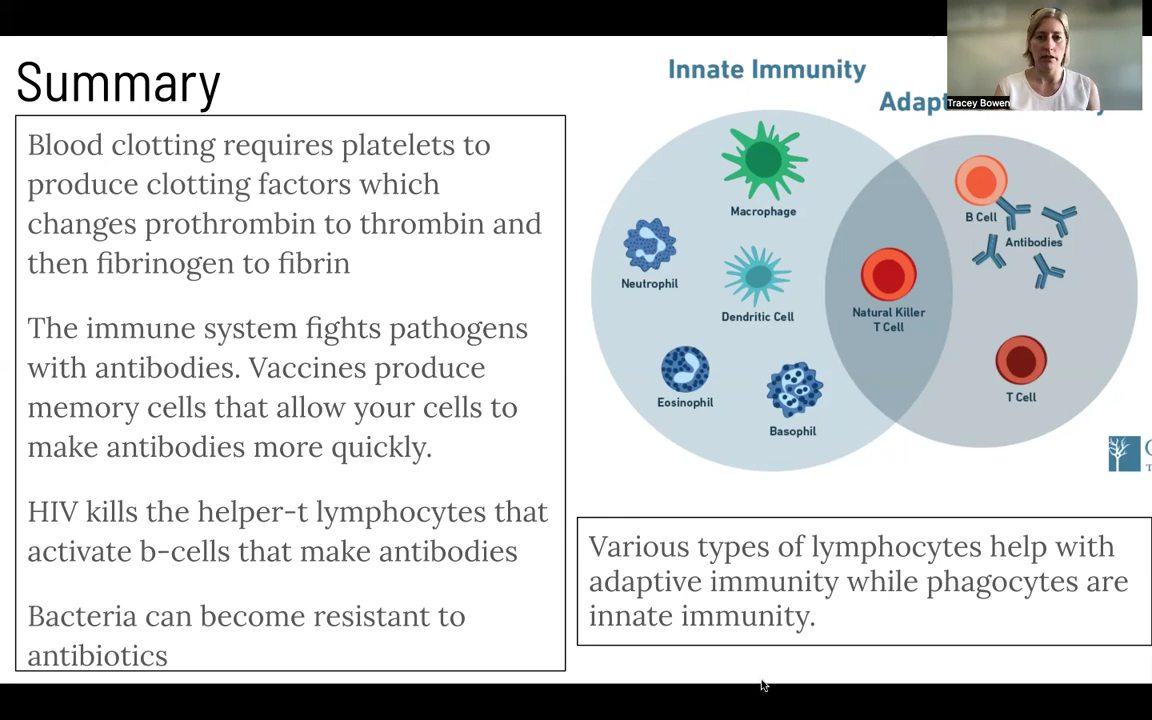 Summary
Blood clotting requires platelets to
produce clotting factors which
changes prothrombin to thrombin and
then fibrinogen to fibrin
The immune system fights pathogens
with antibodies. Vaccines produce
memory cells that allow your cells to
make antibodies more quickly.
HIV kills the helper-t lymphocytes that
activate b-cells that make antibodies
Bacteria can become resistant to
antibiotics
Innate Immunity
Tracey Bowen
Macrophage
Neutrophil
Dendritic Cell
Eosinophil
Basophil
Natural Killer
T Cell
B Cell
Antibodies
T Cell
Various types of lymphocytes help with
adaptive immunity while phagocytes are
innate immunity.